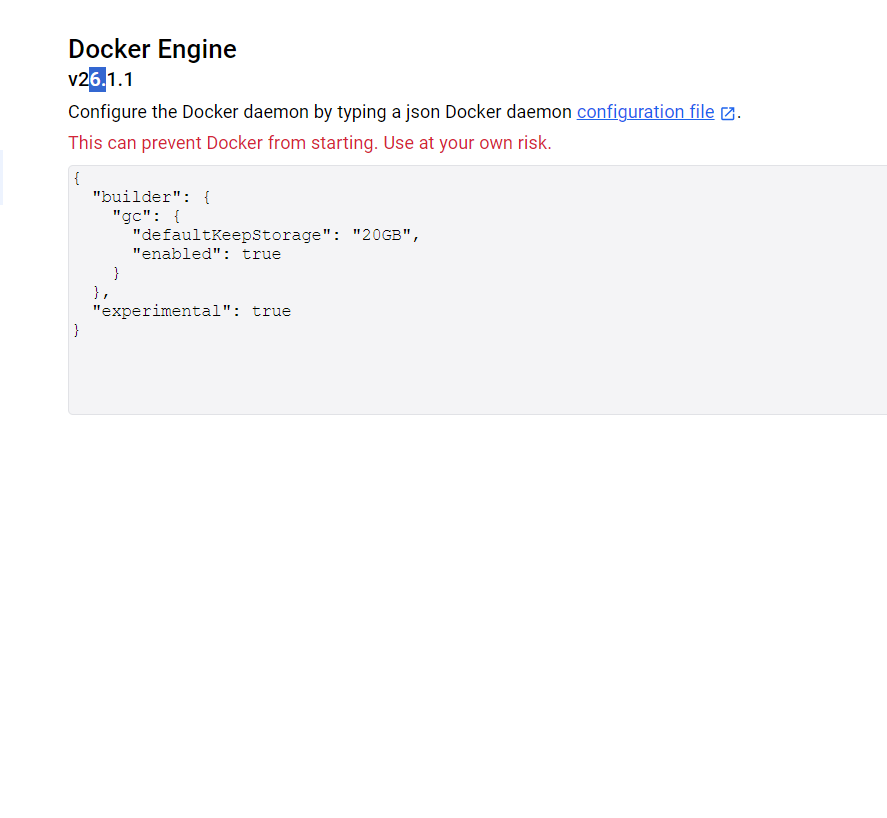 Docker Engine
v26.1.1
Configure the Docker daemon by typing a json Docker daemon configuration file.
This can prevent Docker from starting. Use at your own risk.
{
  "builder": {
    "gc": {
      "defaultKeepStorage": "20GB",
      "enabled": true
    }
  },
  "experimental": true
}